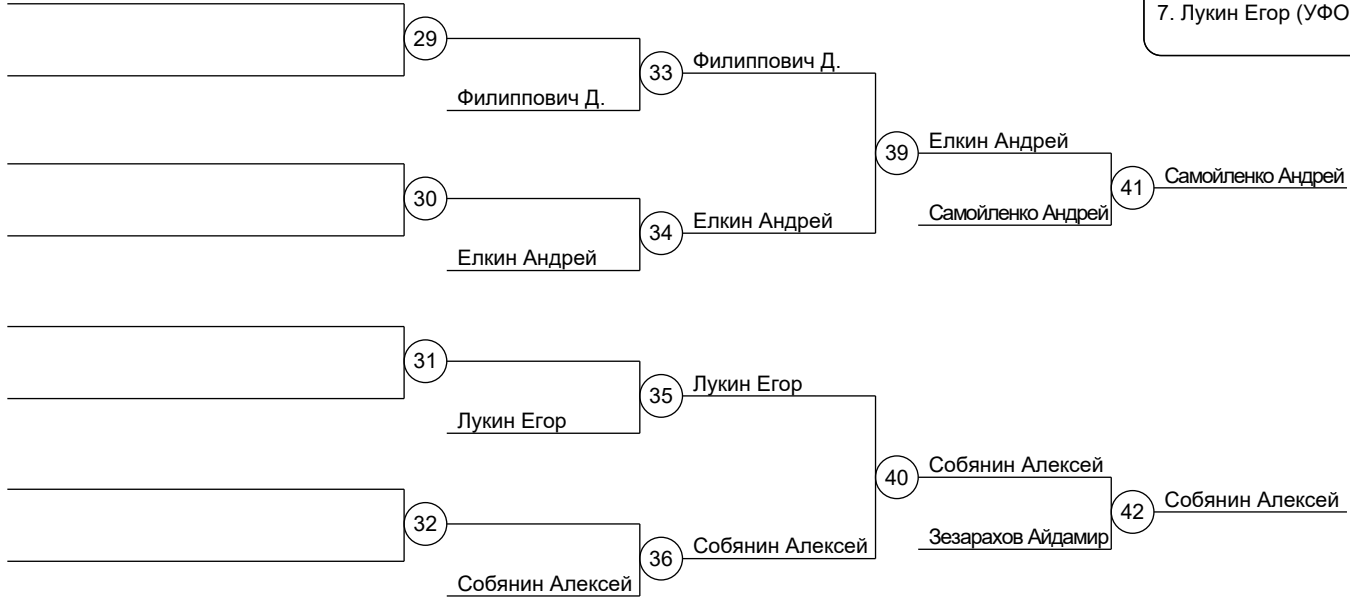 7. Лукин Егор (УФО
29
Филиппович Д.
33
Филиппович Д.
39
Елкин Андрей
41
Самойленко Андрей
Самойленко Андрей
30
Елкин Андрей
34
Елкин Андрей
31
Лукин Егор
35
Лукин Егор
40
Собянин Алексей
42
Собянин Алексей
Зезарахов Айдамир
32
Собянин Алексей
36
Собянин Алексей